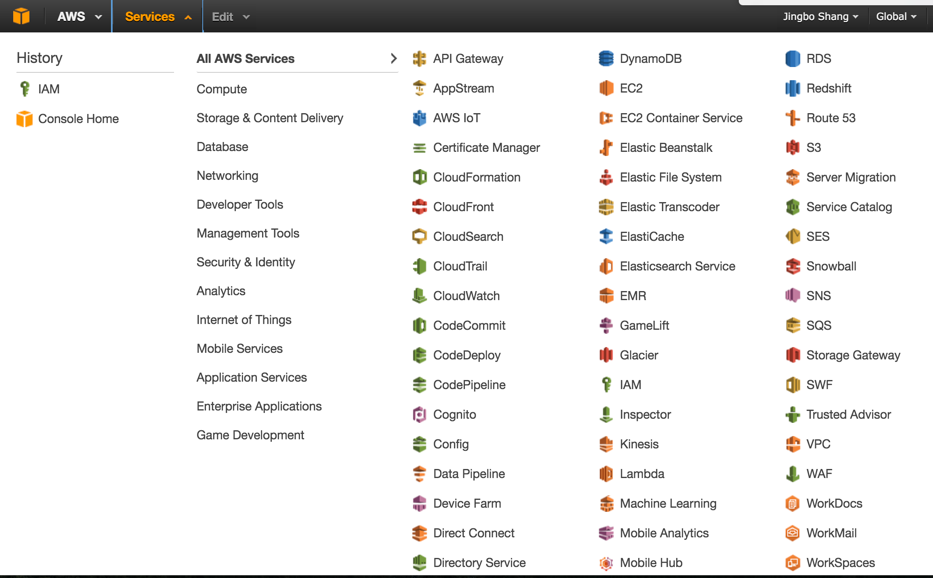 AWS Services Edit Jingbo Shang Global
History
IAM
Console Home
All AWS Services
Compute
Storage & Content Delivery
Database
Networking
Developer Tools
Management Tools
Security & Identity
Analytics
Internet of Things
Mobile Services
Application Services
Enterprise Applications
Game Development
API Gateway
AppStream
AWS IoT
Certificate Manager
CloudFormation
CloudFront
CloudSearch
CloudTrail
CloudWatch
CodeCommit
CodeDeploy
CodePipeline
Cognito
Config
Data Pipeline
Device Farm
Direct Connect
Directory Service
DynamoDB
EC2
EC2 Container Service
Elastic Beanstalk
Elastic File System
Elastic Transcoder
ElastiCache
Elasticsearch Service
EMR
GameLift
Glacier
IAM
Inspector
Kinesis
Lambda
Machine Learning
Mobile Analytics
Mobile Hub
RDS
Redshift
Route 53
S3
Server Migration
Service Catalog
SES
Snowball
SNS
SQS
Storage Gateway
SWF
Trusted Advisor
VPC
WAF
WorkDocs
WorkMail
WorkSpaces